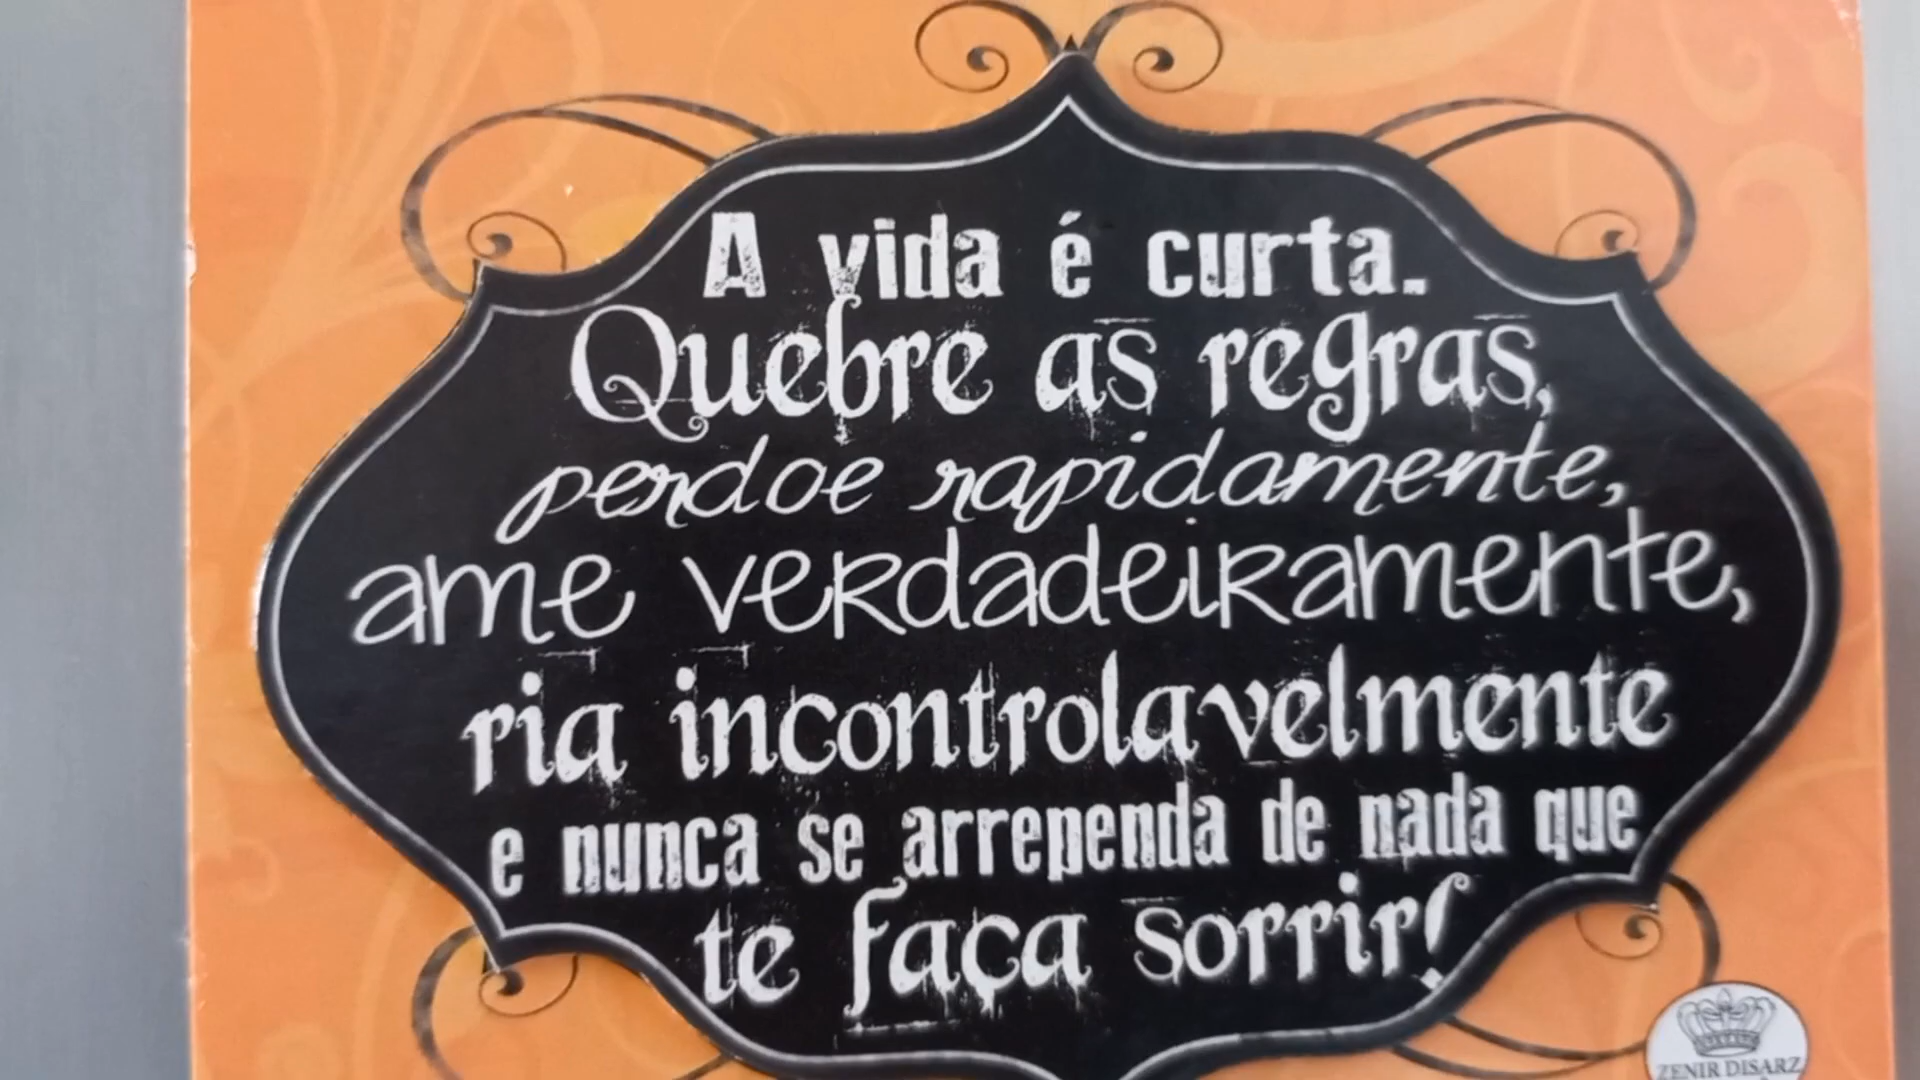 A vida é curta.
Quebre as regras,
perdoe rapidamente,
ame verdadeiramente,
ria incontrolavelmente
e nunca se arrependa de nada que
te faça sorrir!
ZENIR DISARZ